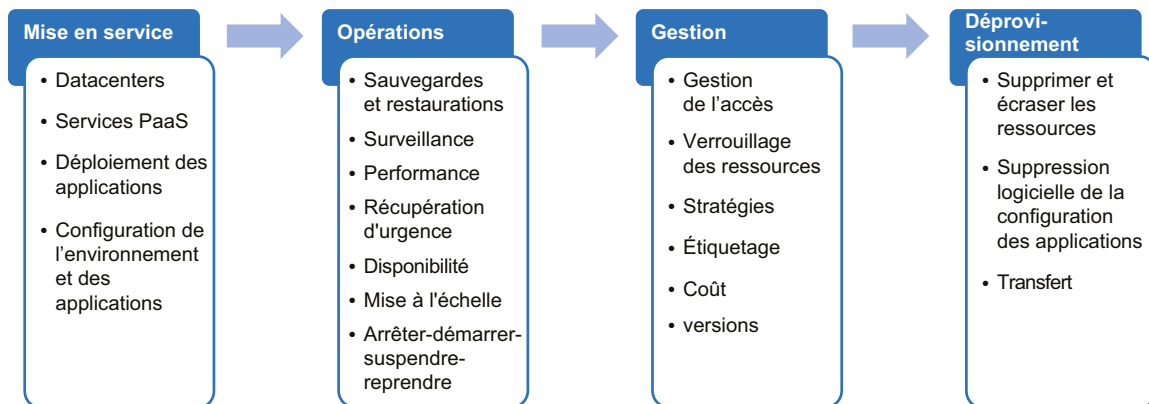 Mise en service
• Datacenters
• Services PaaS
• Déploiement des
applications
• Configuration de
l’environnement
et des
applications
Opérations
• Sauvegardes
et restaurations
• Surveillance
• Performance
• Récupération
d'urgence
• Disponibilité
• Mise à l'échelle
• Arrêter-démarrer-
suspendre-
reprendre
Gestion
• Gestion
de l’accès
• Verrouillage
des ressources
• Stratégies
• Étiquetage
• Coût
• versions
Déprovi-
sionnement
• Supprimer et
écraser les
ressources
• Suppression
logicielle de la
configuration
des applications
• Transfert